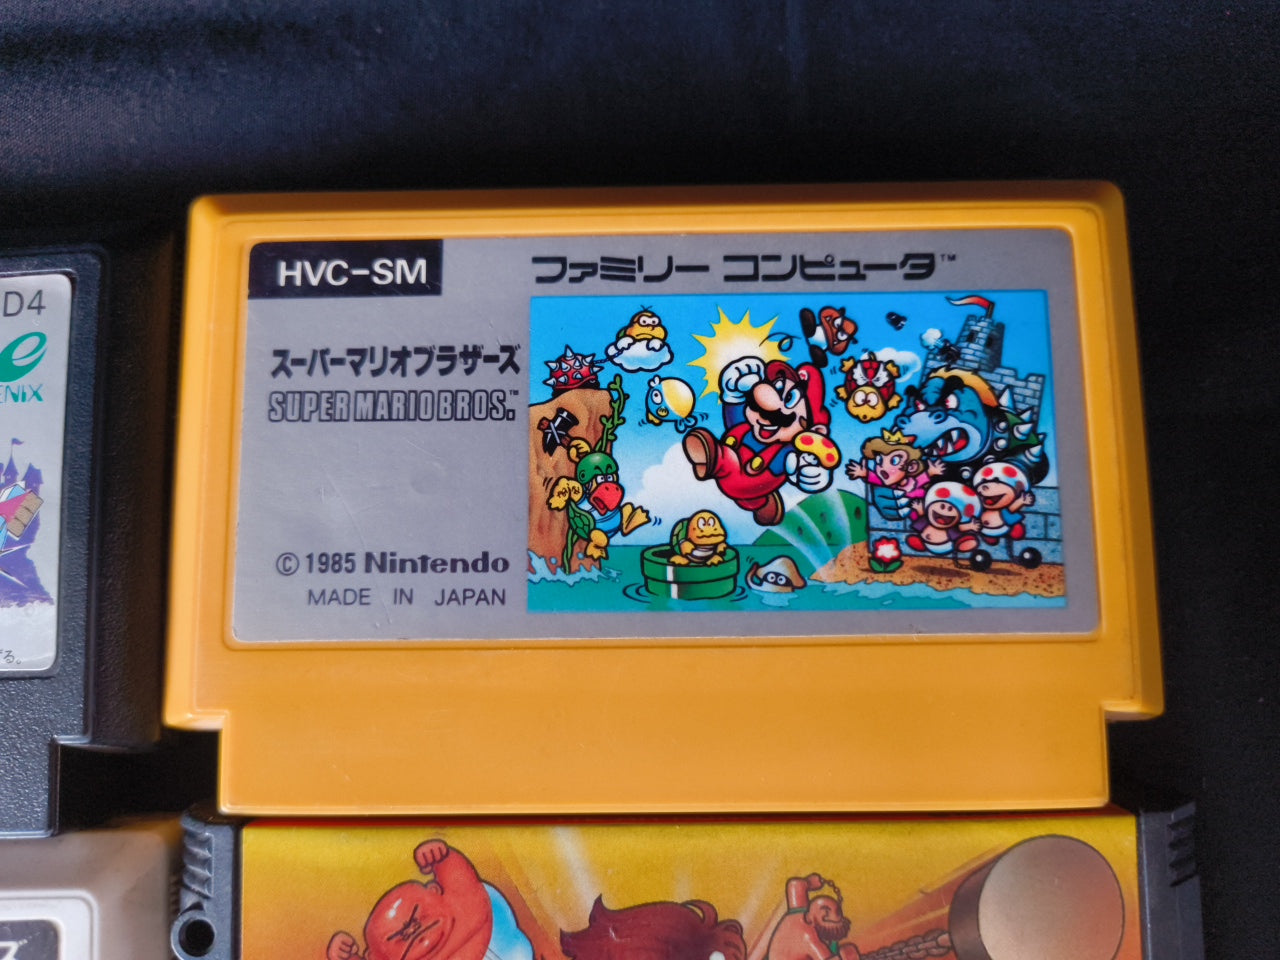 HVC-SM
ファミリー コンピュータ™
スーパーマリオブラザーズ
SUPER MARIO BROS.™
© 1985 Nintendo
MADE IN JAPAN
D4
e
ENIX
る。